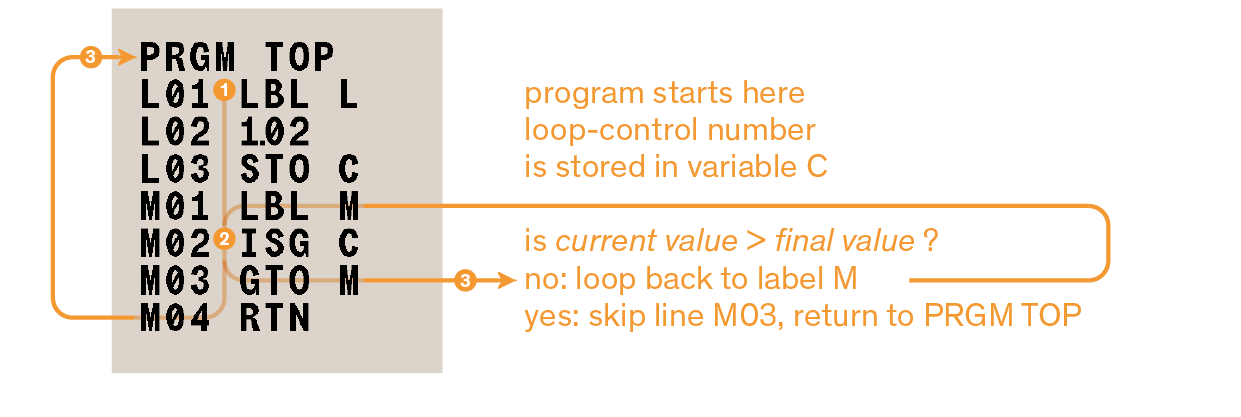 3 PRGM TOP
L01 1 LBL L program starts here
L02 1.02 loop-control number
L03 STO C is stored in variable C
M01 LBL M
M02 2 ISG C is current value > final value ?
M03 GTO M 3 no: loop back to label M
M04 RTN yes: skip line M03, return to PRGM TOP